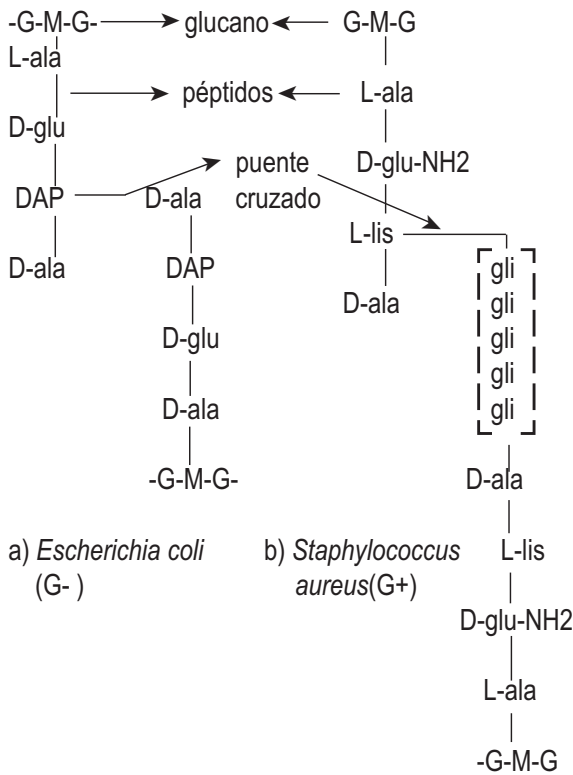 -G-M-G- glucano G-M-G
L-ala
péptidos L-ala
D-glu
D-glu-NH2
puente
DAP D-ala cruzado
L-lis
D-ala DAP gli
D-ala gli
D-glu gli
gli
D-ala gli
-G-M-G- D-ala
a) Escherichia coli b) Staphylococcus L-lis
(G- ) aureus(G+)
D-glu-NH2
L-ala
-G-M-G